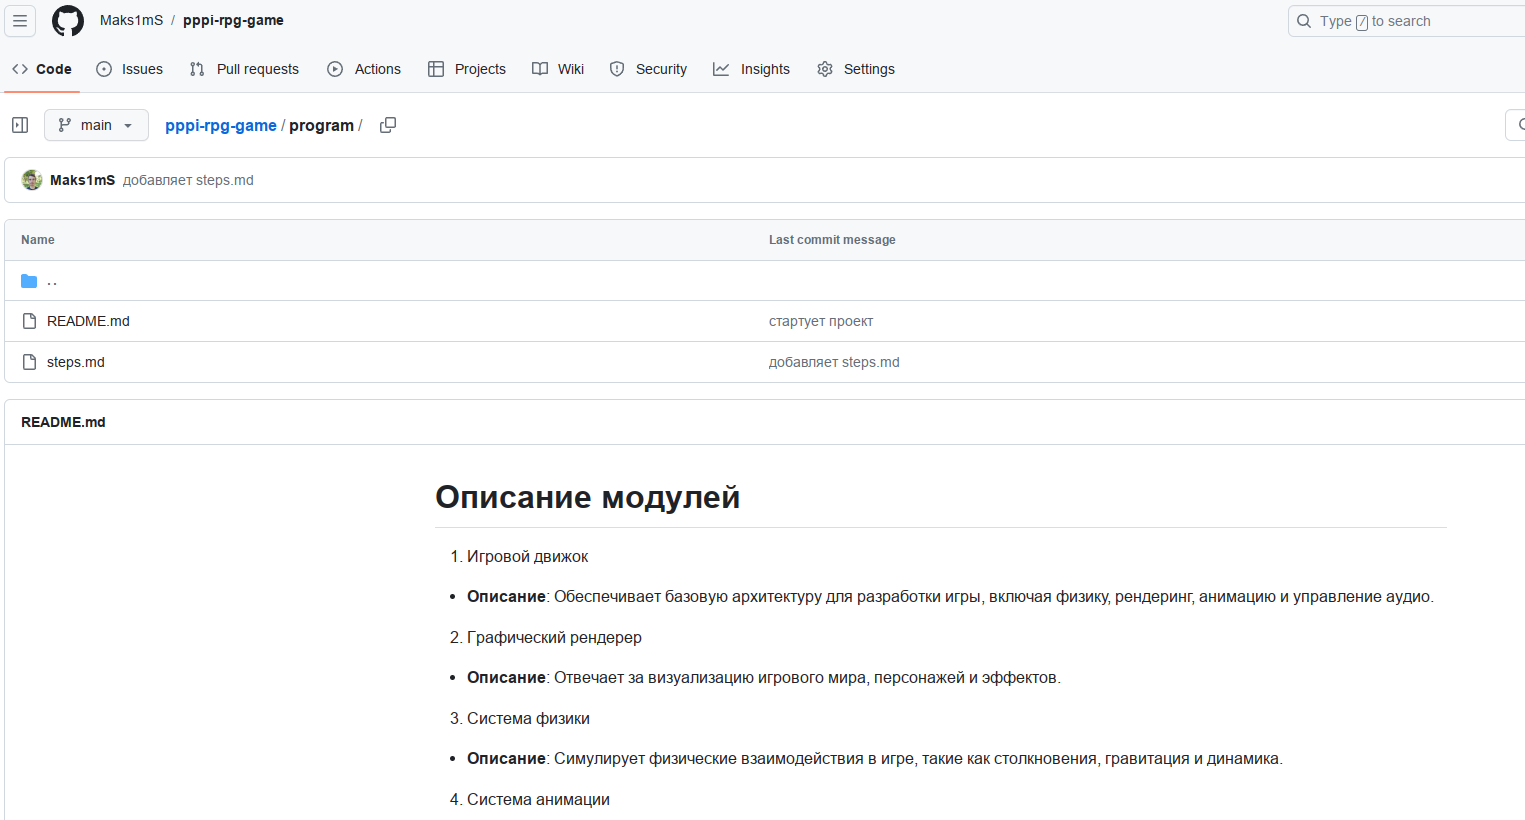 Maks1mS / pppi-rpg-game
Type / to search
Code Issues Pull requests Actions Projects Wiki Security Insights Settings
main pppi-rpg-game / program /
Maks1mS добавляет steps.md
Name Last commit message
..
README.md стартует проект
steps.md добавляет steps.md
README.md
Описание модулей
1. Игровой движок
• Описание: Обеспечивает базовую архитектуру для разработки игры, включая физику, рендеринг, анимацию и управление аудио.
2. Графический рендерер
• Описание: Отвечает за визуализацию игрового мира, персонажей и эффектов.
3. Система физики
• Описание: Симулирует физические взаимодействия в игре, такие как столкновения, гравитация и динамика.
4. Система анимации